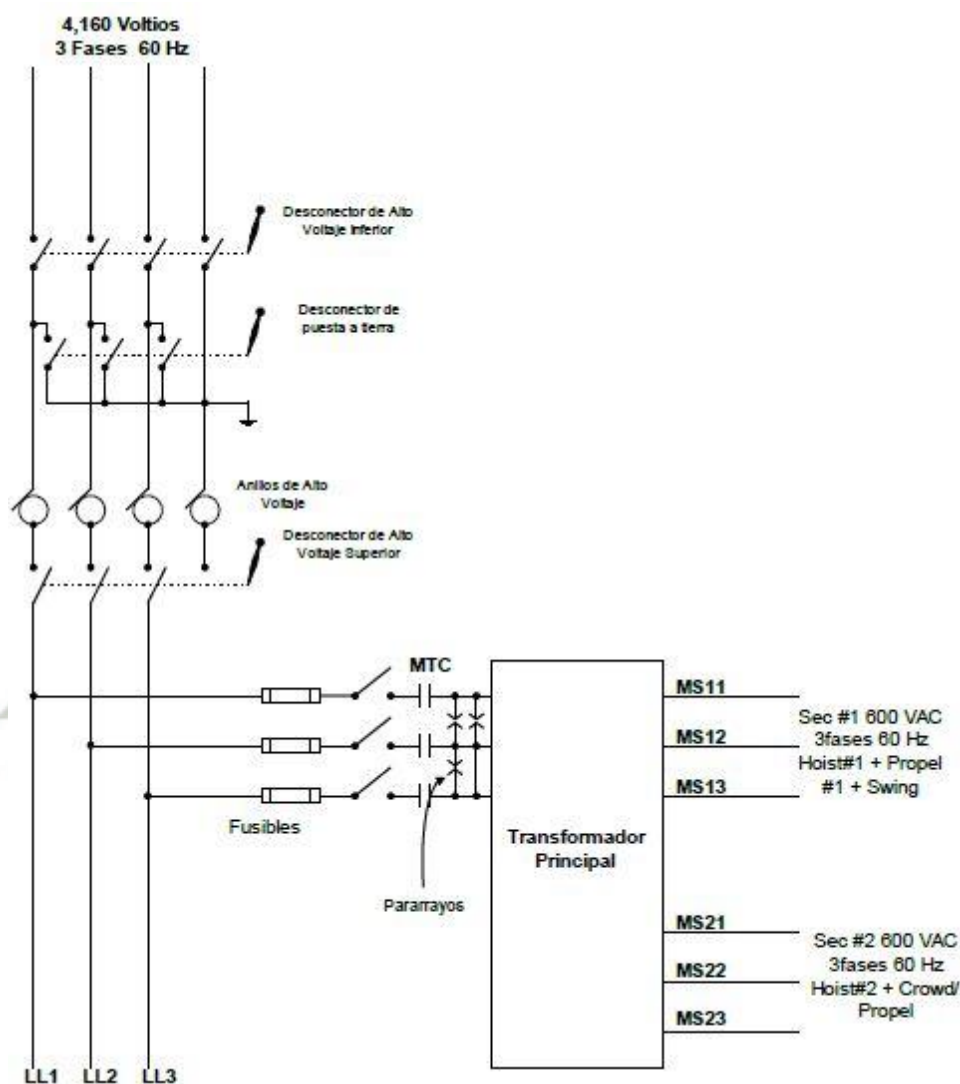 4,160 Voltios
3 Fases 60 Hz
Desconector de Alto
Voltaje Inferior
Desconector de
puesta a tierra
Anillos de Alto
Voltaje
Desconector de Alto
Voltaje Superior
MTC
Fusibles
Pararrayos
Transformador
Principal
MS11
MS12
MS13
Sec #1 600 VAC
3fases 60 Hz
Hoist#1 + Propel
#1 + Swing
MS21
MS22
MS23
Sec #2 600 VAC
3fases 60 Hz
Hoist#2 + Crowd/
Propel
LL1 LL2 LL3